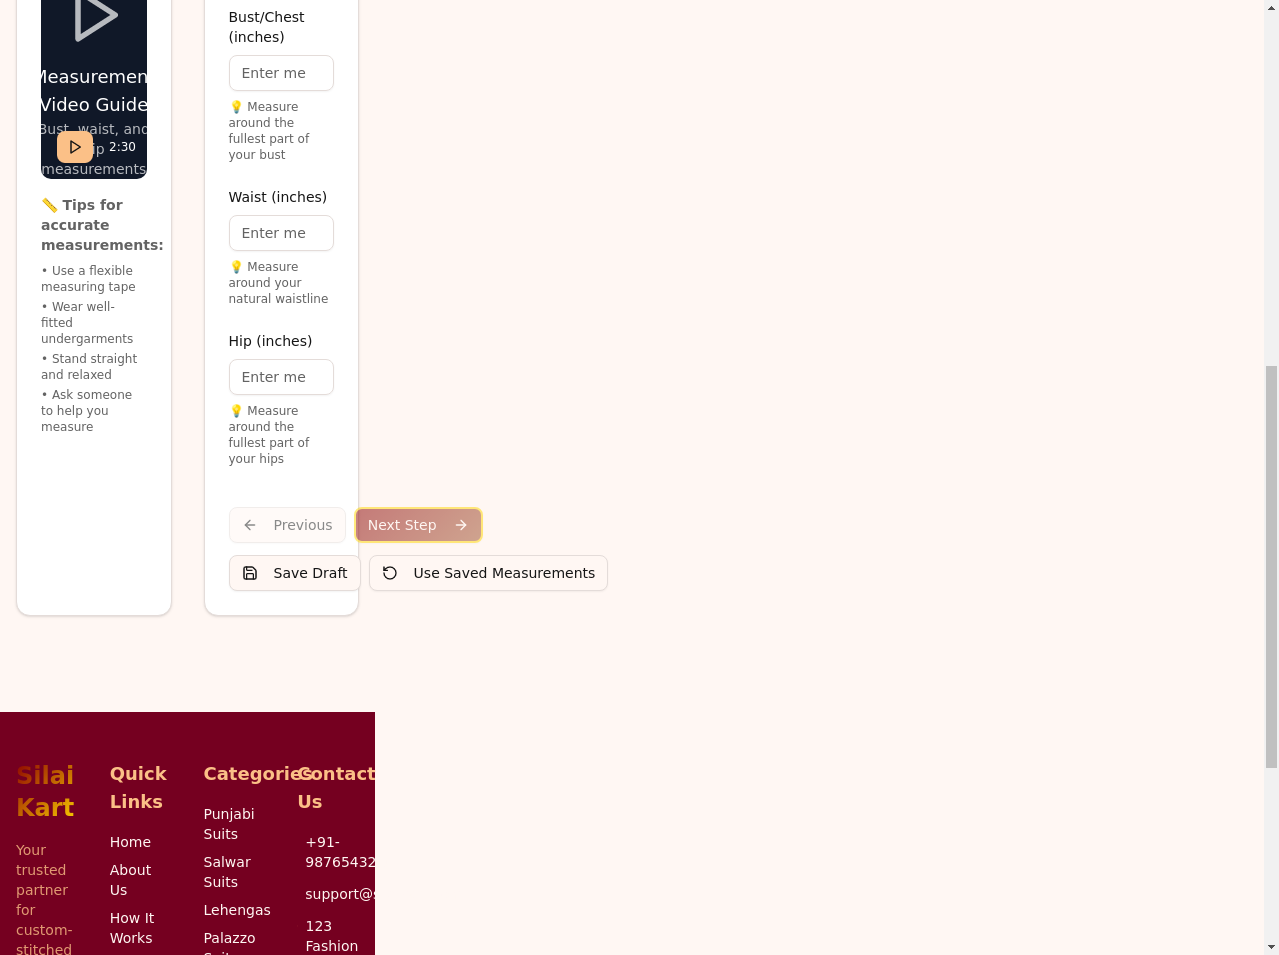 Measuremen
Video Guide
Bust, waist, and
ip
measurements
2:30
📏 Tips for
accurate
measurements:
• Use a flexible
measuring tape
• Wear well-
fitted
undergarments
• Stand straight
and relaxed
• Ask someone
to help you
measure
Bust/Chest
(inches)
Enter me
💡 Measure
around the
fullest part of
your bust
Waist (inches)
Enter me
💡 Measure
around your
natural waistline
Hip (inches)
Enter me
💡 Measure
around the
fullest part of
your hips
Previous
Next Step
Save Draft
Use Saved Measurements
Silai
Kart
Your
trusted
partner
for
custom-
stitched
Quick
Links
Home
About
Us
How It
Works
Categories
Punjabi
Suits
Salwar
Suits
Lehengas
Palazzo
Contact
Us
+91-
98765432
support@s
123
Fashion